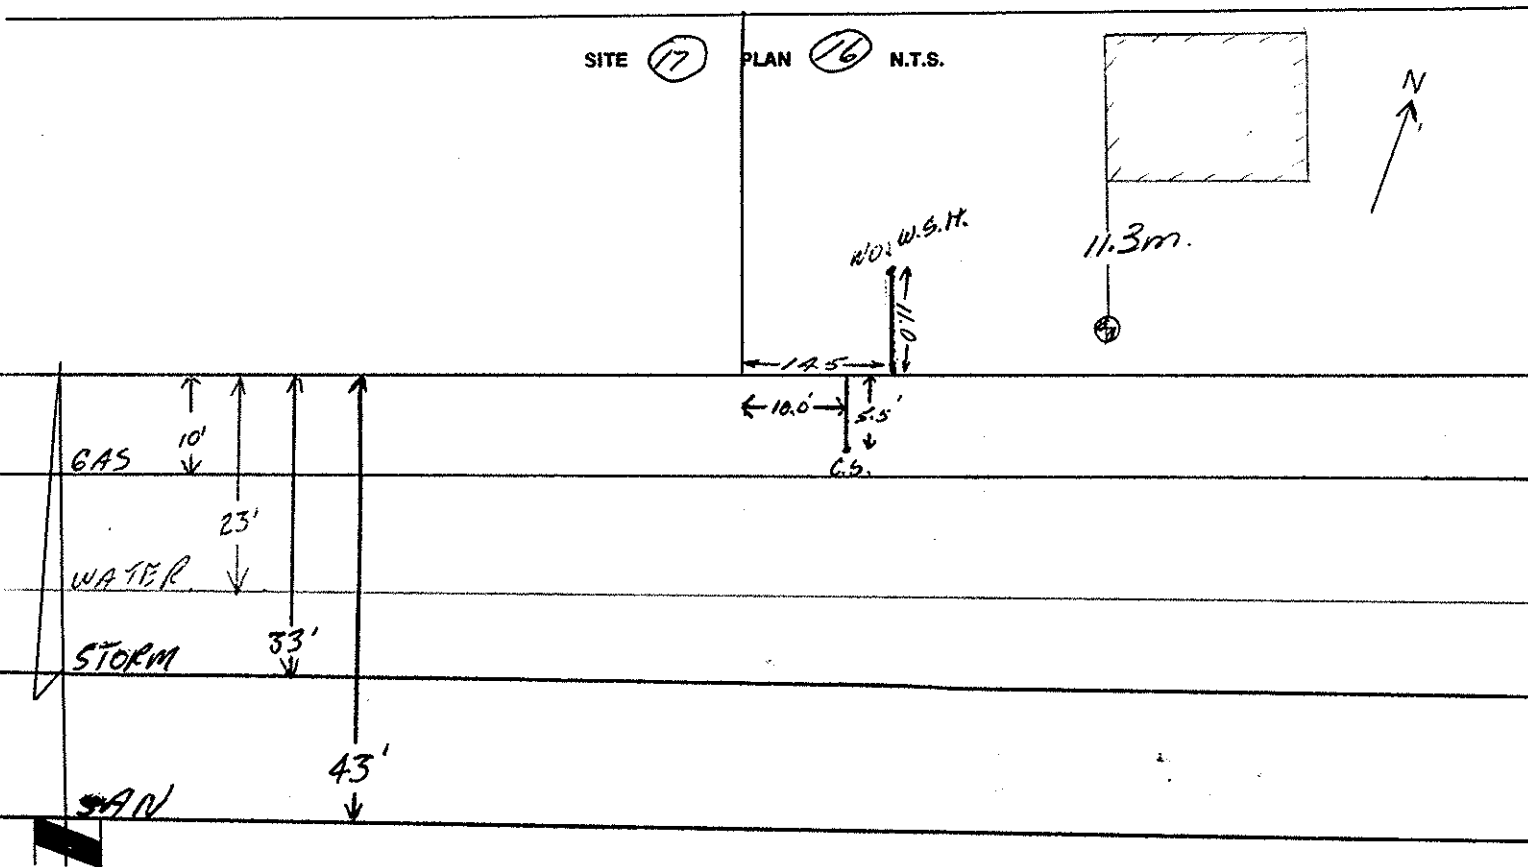 SITE 17 PLAN 16 N.T.S.
N
W.S.H.
11.3m.
11.0
14.5
10.0'
5.5'
C.S.
10'
GAS
23'
WATER
33'
STORM
43'
SAN